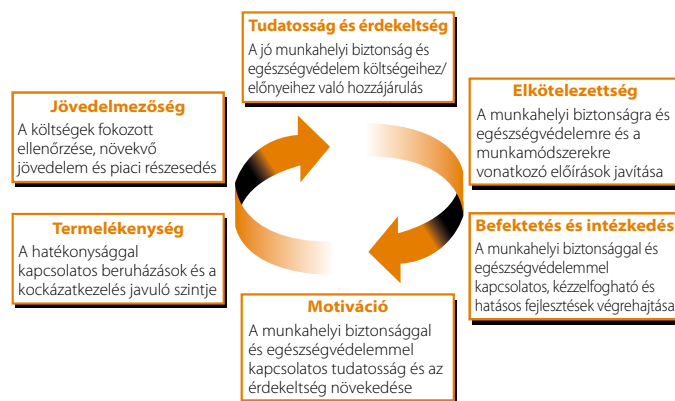 Tudatosság és érdekeltség
A jó munkahelyi biztonság és
egészségvédelem költségeihez/
előnyeihez való hozzájárulás
Elkötelezettség
A munkahelyi biztonságra és
egészségvédelemre és a
munkamódszerekre
vonatkozó előírások javítása
Befektetés és intézkedés
A munkahelyi biztonsággal és
egészségvédelemmel
kapcsolatos, kézzelfogható és
hatásos fejlesztések végrehajtása
Motiváció
A munkahelyi biztonsággal
és egészségvédelemmel
kapcsolatos tudatosság és az
érdekeltség növekedése
Termelékenység
A hatékonysággal
kapcsolatos beruházások és a
kockázatkezelés javuló szintje
Jövedelmezőség
A költségek fokozott
ellenőrzése, növekvő
jövedelem és piaci részesedés